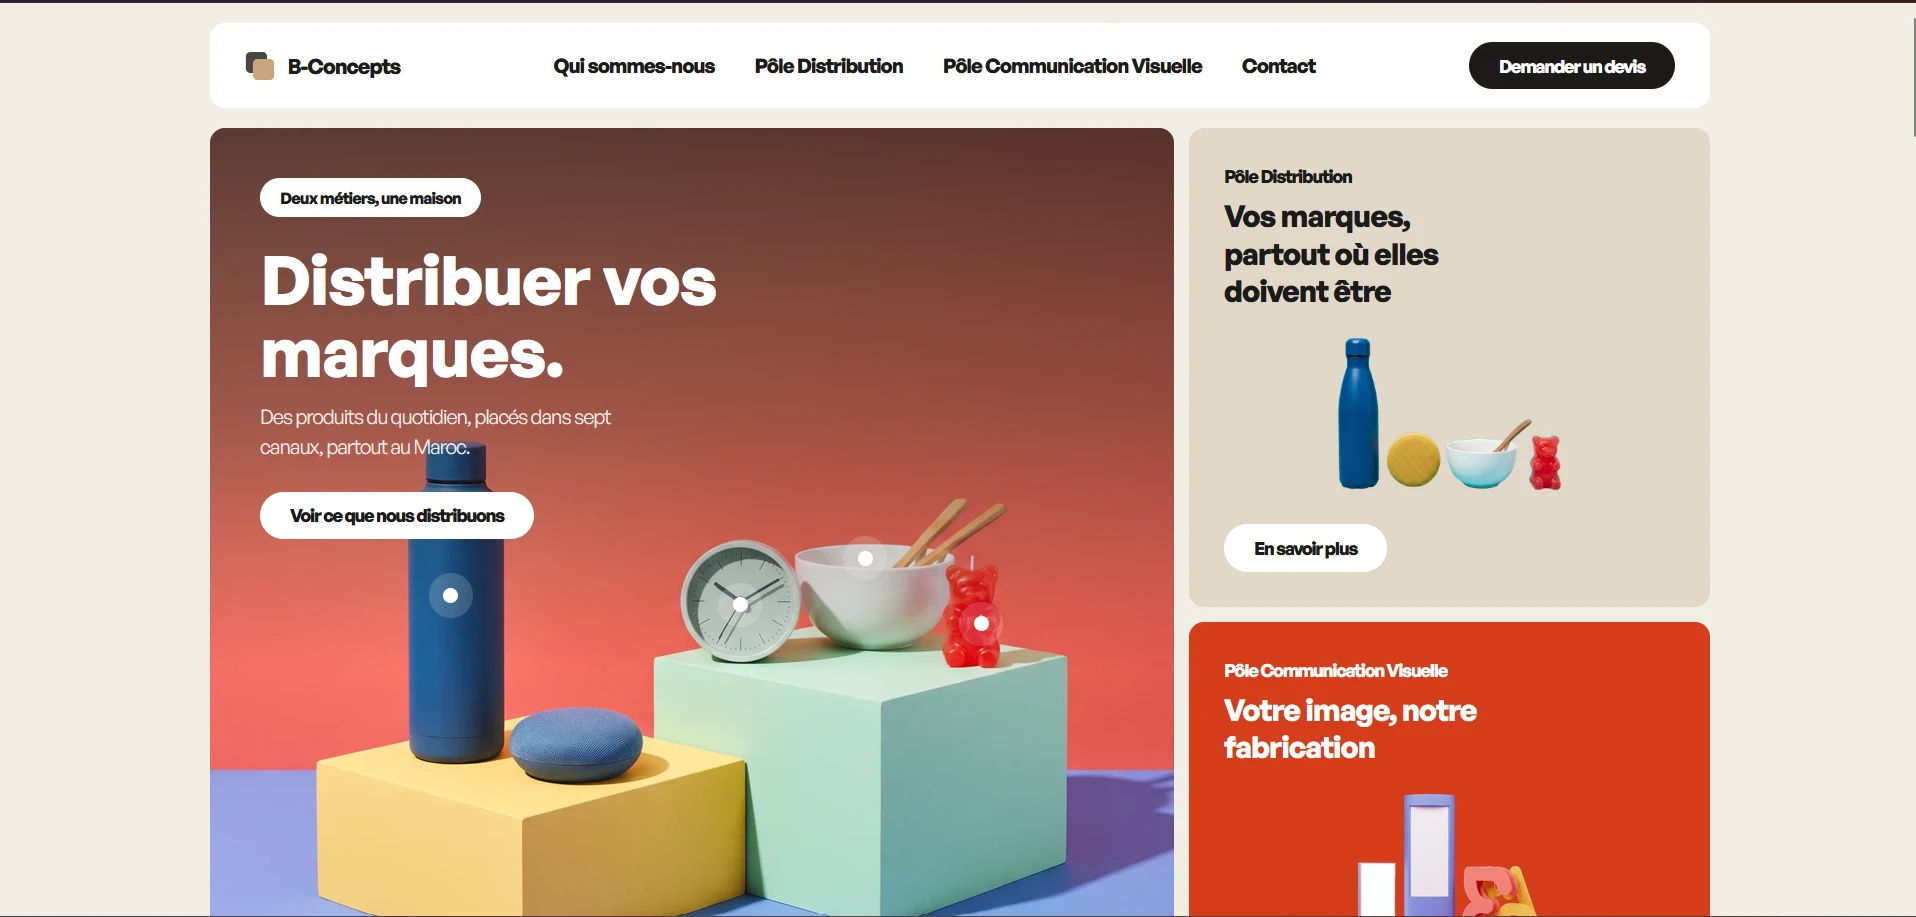 B-Concepts
Qui sommes-nous
Pôle Distribution
Pôle Communication Visuelle
Contact
Demander un devis
Deux métiers, une maison
Distribuer vos
marques.
Des produits du quotidien, placés dans sept
canaux, partout au Maroc.
Voir ce que nous distribuons
Pôle Distribution
Vos marques,
partout où elles
doivent être
En savoir plus
Pôle Communication Visuelle
Votre image, notre
fabrication